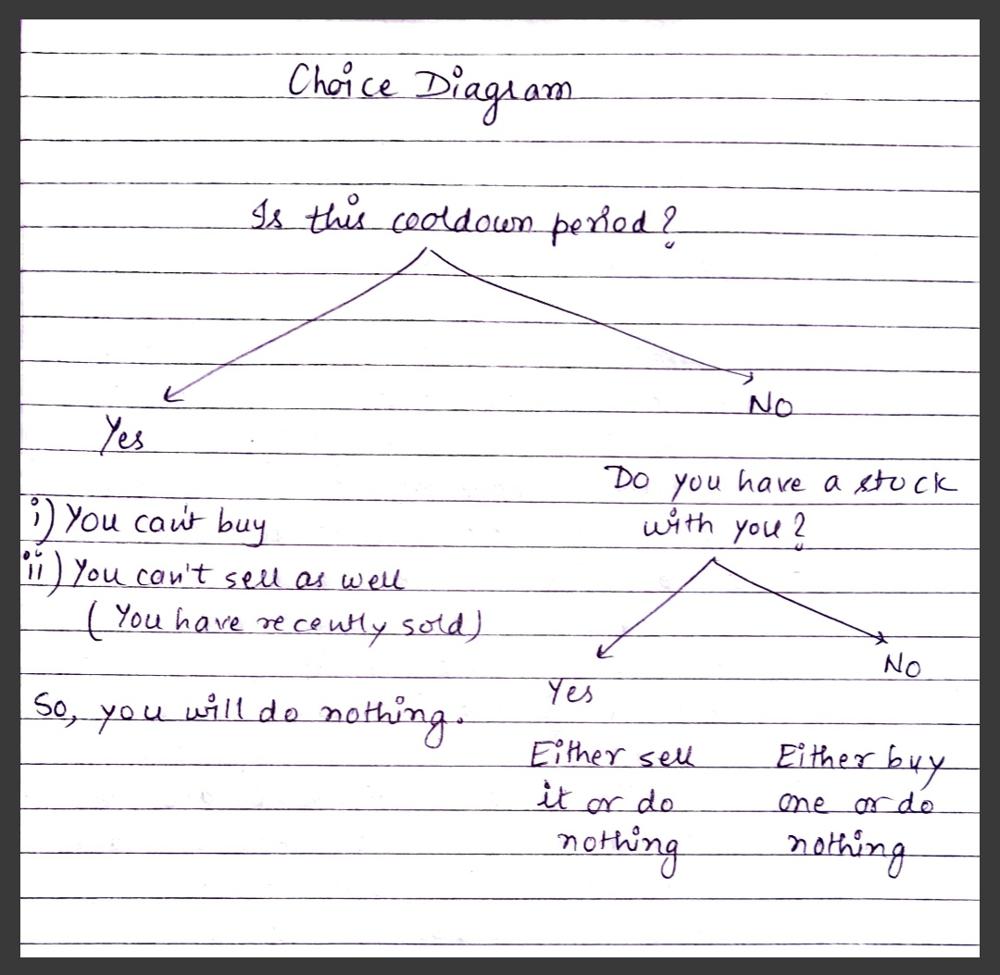 Choice Diagram
Is this cooldown period?
Yes
No
i) You can't buy
ii) You can't sell as well
(You have recently sold)
So, you will do nothing.
Do you have a stock
with you?
Yes
No
Either sell
it or do
nothing
Either buy
one or do
nothing